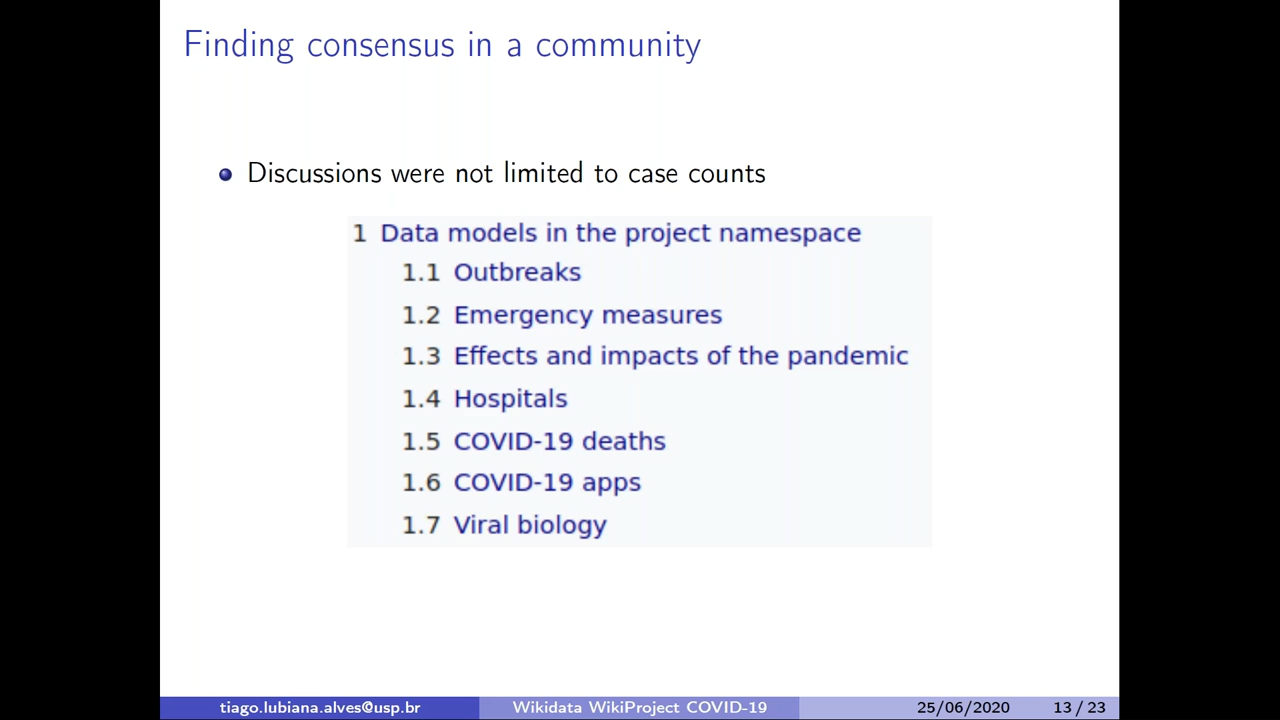 Finding consensus in a community
Discussions were not limited to case counts
1 Data models in the project namespace
1.1 Outbreaks
1.2 Emergency measures
1.3 Effects and impacts of the pandemic
1.4 Hospitals
1.5 COVID-19 deaths
1.6 COVID-19 apps
1.7 Viral biology
tiago.lubiana.alves@usp.br Wikidata WikiProject COVID-19 25/06/2020 13 / 23